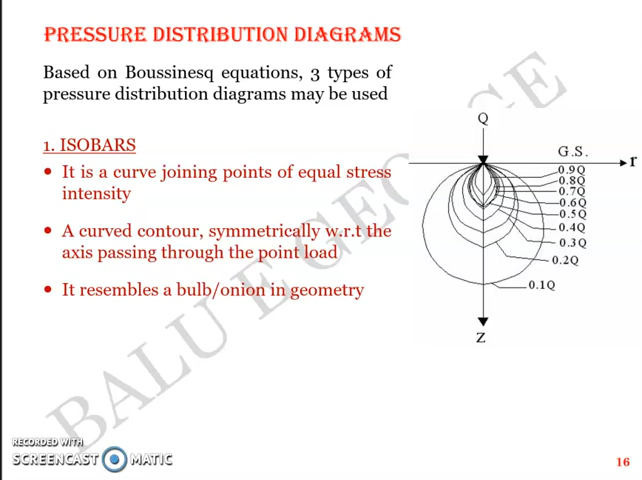 PRESSURE DISTRIBUTION DIAGRAMS
Based on Boussinesq equations, 3 types of
pressure distribution diagrams may be used
1. ISOBARS
• It is a curve joining points of equal stress
intensity
• A curved contour, symmetrically w.r.t the
axis passing through the point load
• It resembles a bulb/onion in geometry
Q
G.S.
r
0.9Q
0.8Q
0.7Q
0.6Q
0.5Q
0.4Q
0.3Q
0.2Q
0.1Q
Z
BALU E GEORGE
RECORDED WITH
SCREENCAST MATIC
16